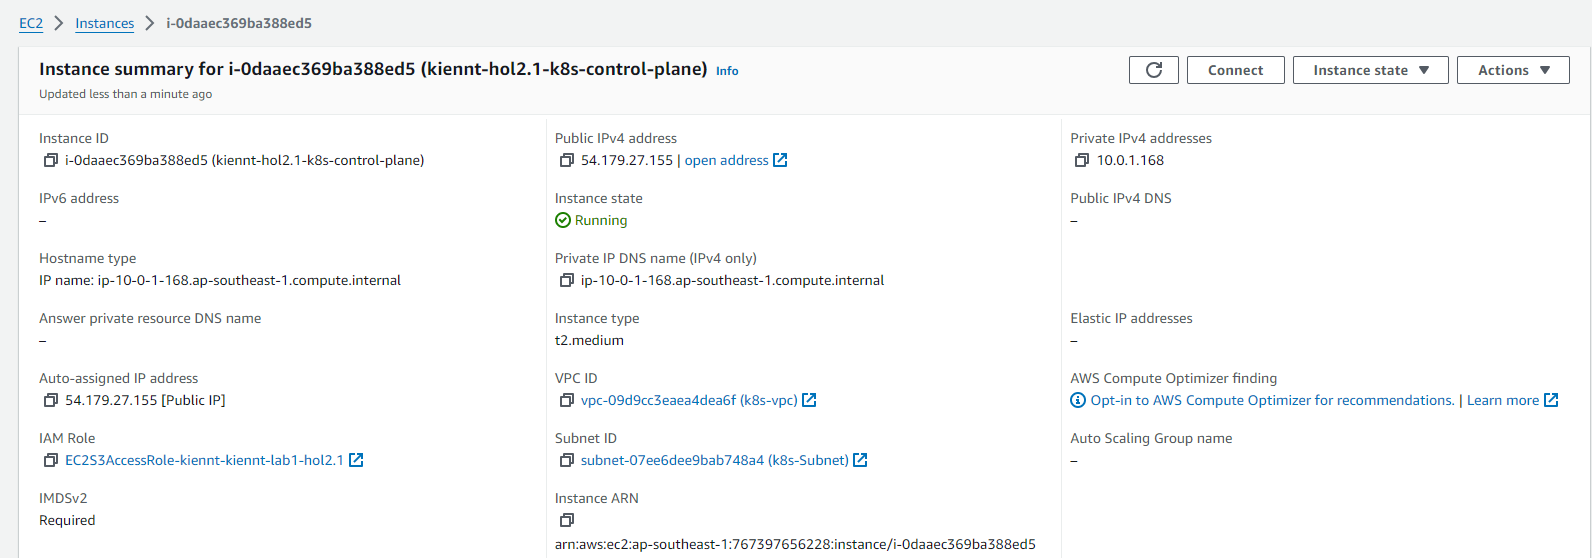 EC2 > Instances > i-0daaec369ba388ed5
Instance summary for i-0daaec369ba388ed5 (kiennt-hol2.1-k8s-control-plane) Info
Updated less than a minute ago
Connect
Instance state
Actions
Instance ID
i-0daaec369ba388ed5 (kiennt-hol2.1-k8s-control-plane)
Public IPv4 address
54.179.27.155 | open address
Private IPv4 addresses
10.0.1.168
IPv6 address
–
Instance state
Running
Public IPv4 DNS
–
Hostname type
IP name: ip-10-0-1-168.ap-southeast-1.compute.internal
Private IP DNS name (IPv4 only)
ip-10-0-1-168.ap-southeast-1.compute.internal
Answer private resource DNS name
–
Instance type
t2.medium
Elastic IP addresses
–
Auto-assigned IP address
54.179.27.155 [Public IP]
VPC ID
vpc-09d9cc3eaea4dea6f (k8s-vpc)
AWS Compute Optimizer finding
Opt-in to AWS Compute Optimizer for recommendations. | Learn more
IAM Role
EC2S3AccessRole-kiennt-kiennt-lab1-hol2.1
Subnet ID
subnet-07ee6dee9bab748a4 (k8s-Subnet)
Auto Scaling Group name
–
IMDSv2
Required
Instance ARN
arn:aws:ec2:ap-southeast-1:767397656228:instance/i-0daaec369ba388ed5